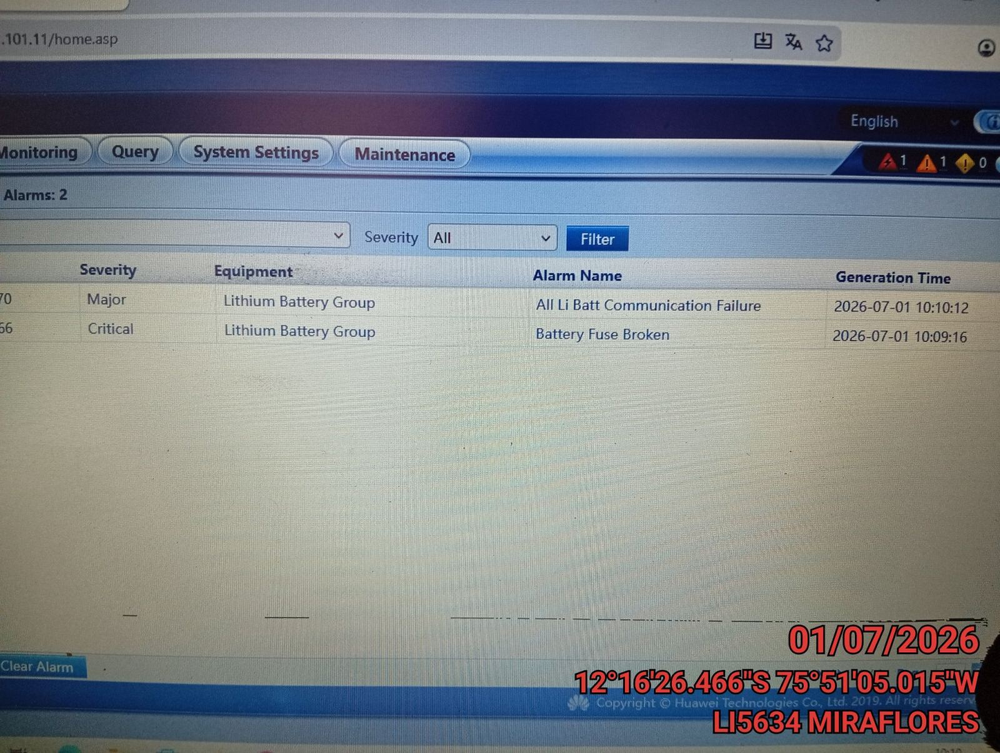 .101.11/home.asp
English
Monitoring Query System Settings Maintenance
1 1 0
Alarms: 2
Severity All Filter
Severity Equipment Alarm Name Generation Time
70 Major Lithium Battery Group All Li Batt Communication Failure 2026-07-01 10:10:12
66 Critical Lithium Battery Group Battery Fuse Broken 2026-07-01 10:09:16
01/07/2026
Clear Alarm
12°16'26.466"S 75°51'05.015"W
Copyright © Huawei Technologies Co., Ltd. 2019. All rights reserv
LI5634 MIRAFLORES